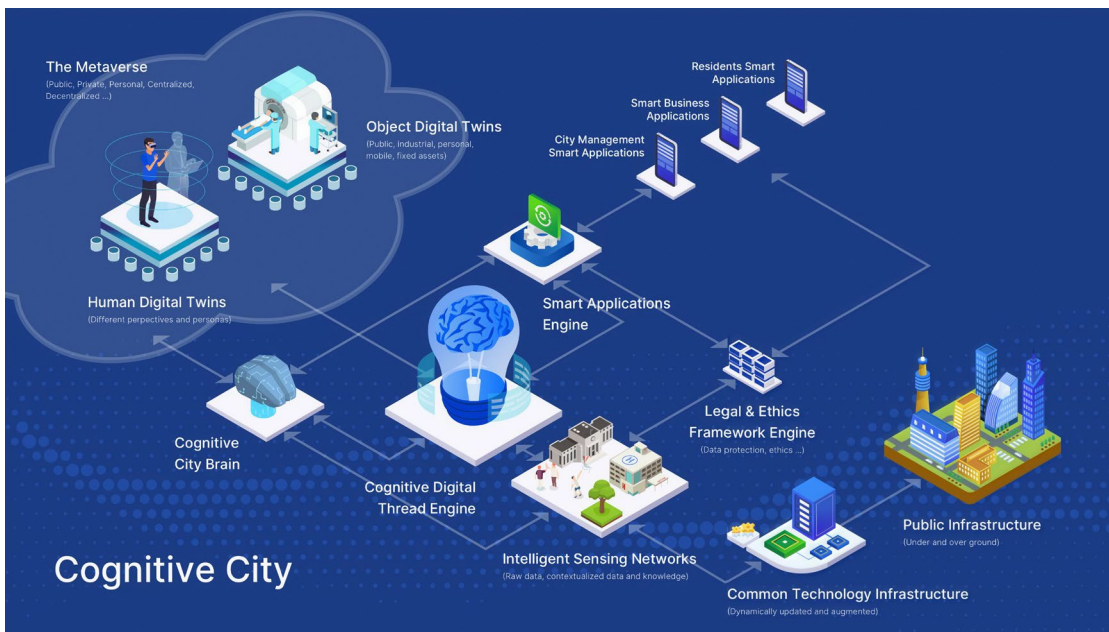 The Metaverse
(Public, Private, Personal, Centralized,
Decentralized ...)
Object Digital Twins
(Public, Industrial, personal,
mobile, fixed assets)
Human Digital Twins
(Different perpectives and personas)
Residents Smart
Applications
Smart Business
Applications
City Management
Smart Applications
Smart Applications
Engine
Cognitive
City Brain
Cognitive Digital
Thread Engine
Legal & Ethics
Framework Engine
(Data protection, ethics ...)
Intelligent Sensing Networks
(Raw data, contextualized data and knowledge)
H
Public Infrastructure
(Under and over ground)
Common Technology Infrastructure
(Dynamically updated and augmented)
Cognitive City